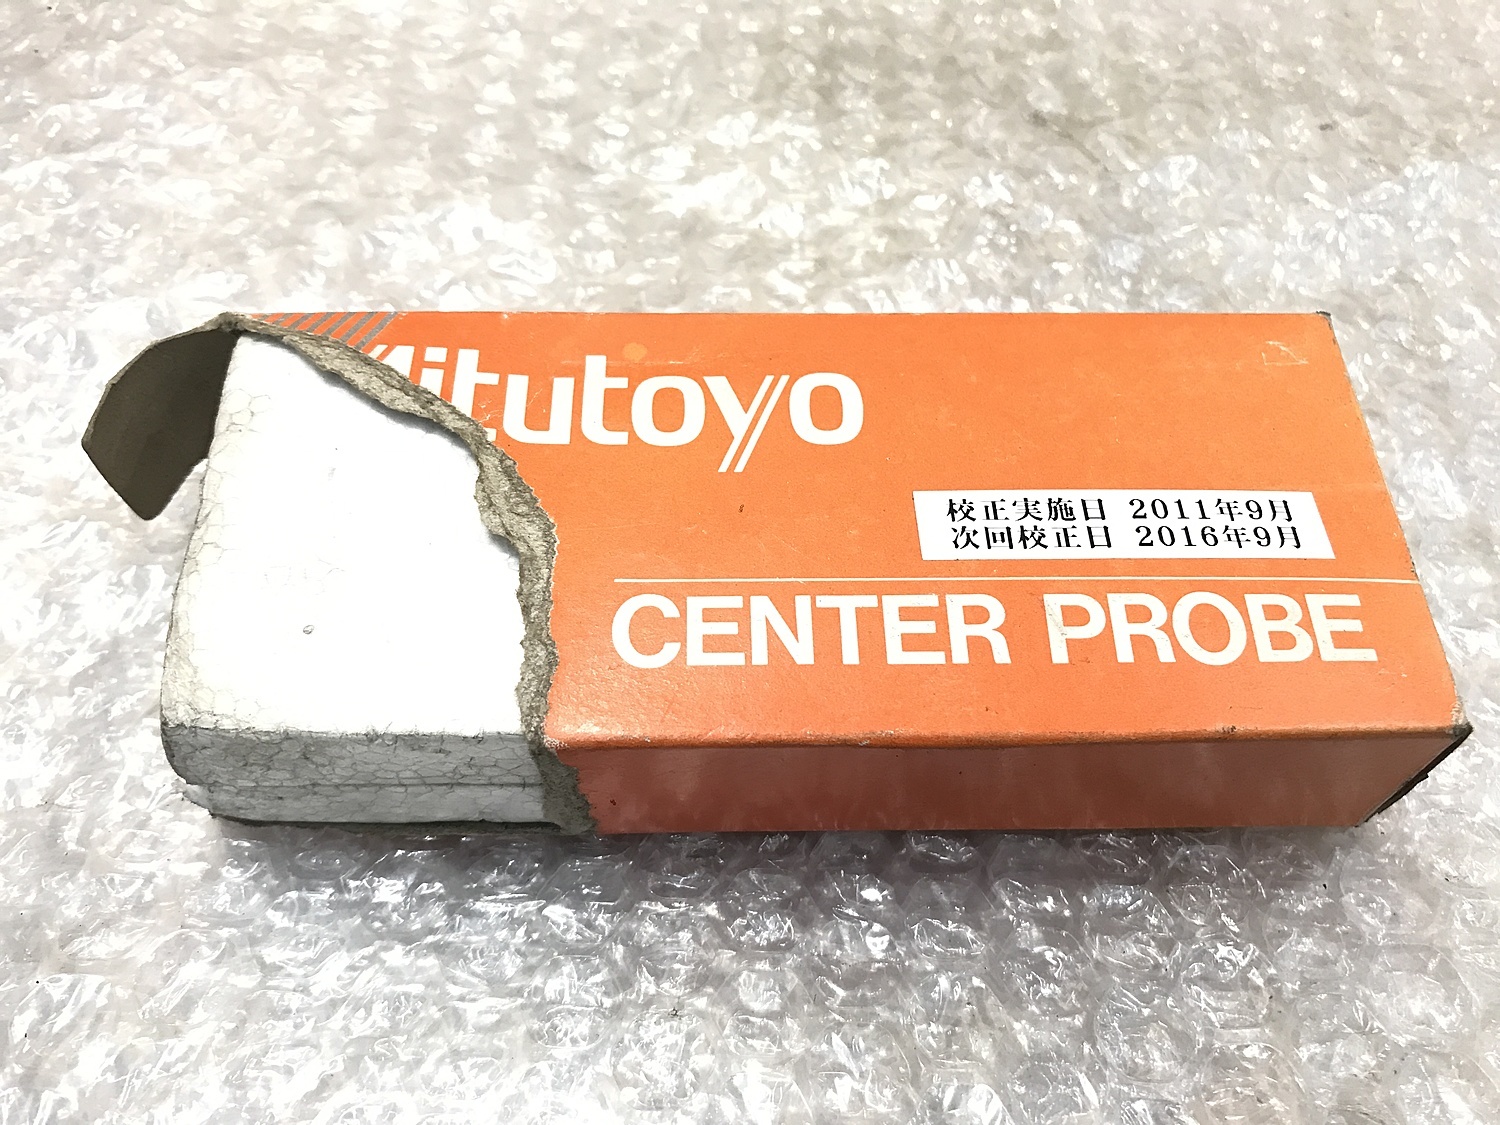 Mitutoyo
校正実施日 2011年9月
次回校正日 2016年9月
CENTER PROBE